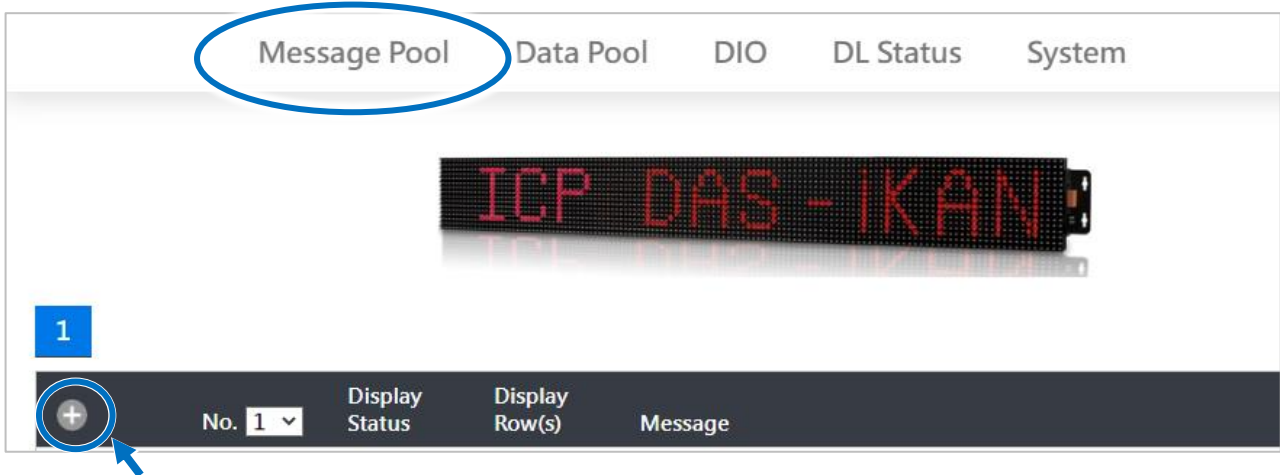 Message Pool Data Pool DIO DL Status System
ICP DAS-iKAN
1
No. 1 Display Status Display Row(s) Message